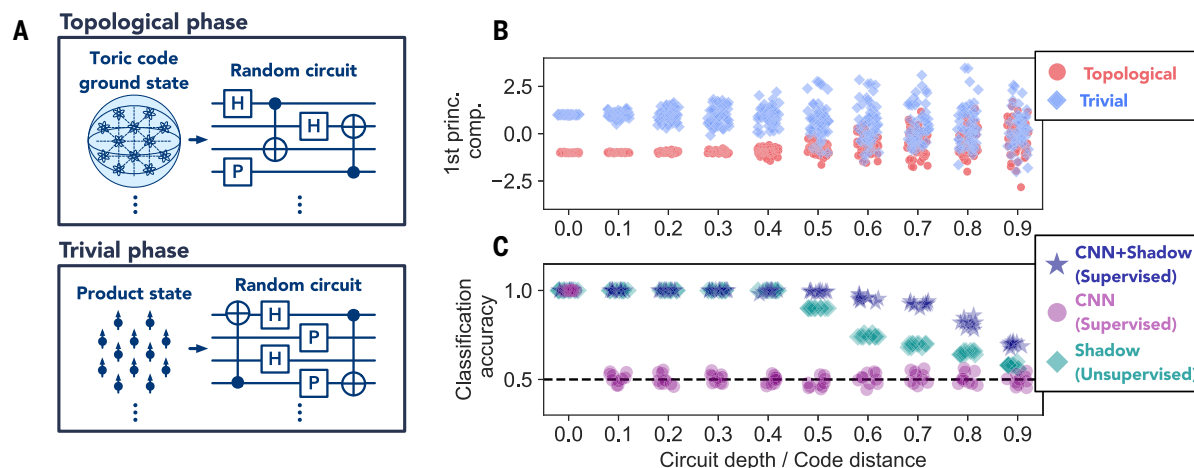 A
Topological phase
Toric code
ground state
Random circuit
H
H
P
Trivial phase
Product state
Random circuit
H
P
H
P
B
1st princ.
comp.
2.5
0.0
−2.5
0.0 0.1 0.2 0.3 0.4 0.5 0.6 0.7 0.8 0.9
Topological
Trivial
C
Classification
accuracy
1.0
0.5
0.0 0.1 0.2 0.3 0.4 0.5 0.6 0.7 0.8 0.9
Circuit depth / Code distance
CNN+Shadow
(Supervised)
CNN
(Supervised)
Shadow
(Unsupervised)